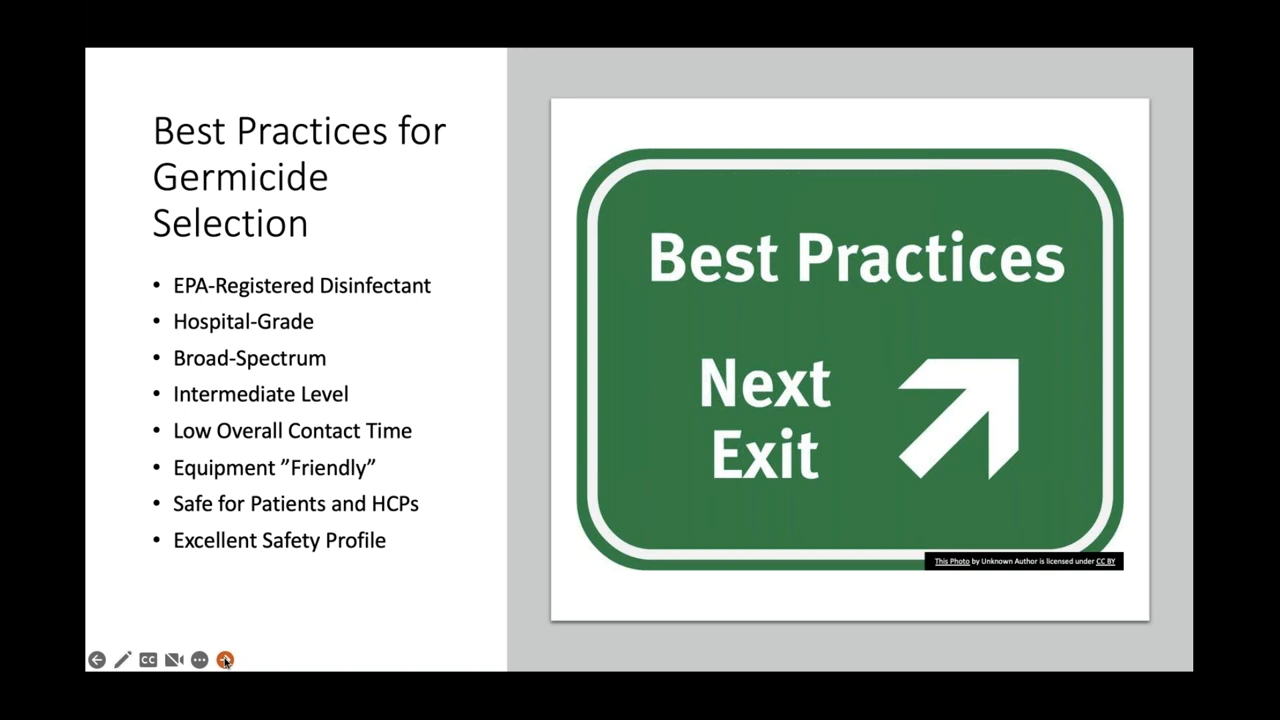 Best Practices for
Germicide
Selection
• EPA-Registered Disinfectant
• Hospital-Grade
• Broad-Spectrum
• Intermediate Level
• Low Overall Contact Time
• Equipment ”Friendly”
• Safe for Patients and HCPs
• Excellent Safety Profile
Best Practices
Next
Exit
This Photo by Unknown Author is licensed under CC BY
CC